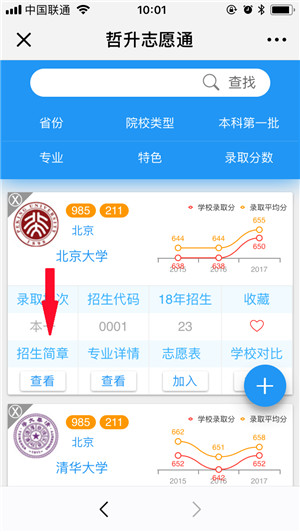 中国联通 10:01
哲升志愿通
查找
省份 院校类型 本科第一批
专业 特色 录取分数
985 211
北京
北京大学
学校录取分 录取平均分
644 644 655
638 638 650
2015 2016 2017
录取 次 招生代码 18年招生 收藏
本一 0001 23
招生简章 专业详情 志愿表 学校对比
查看 查看 加入
985 211
北京
清华大学
学校录取分 录取平均分
662 651 658
652 642 652
2015 2016 2017